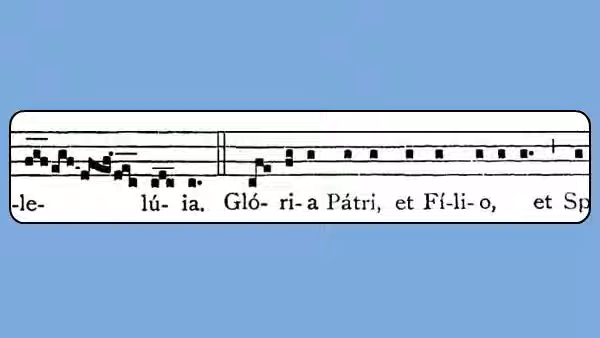 -le- lú- ia. Gló- ri- a Pátri, et Fí-li- o, et Sp